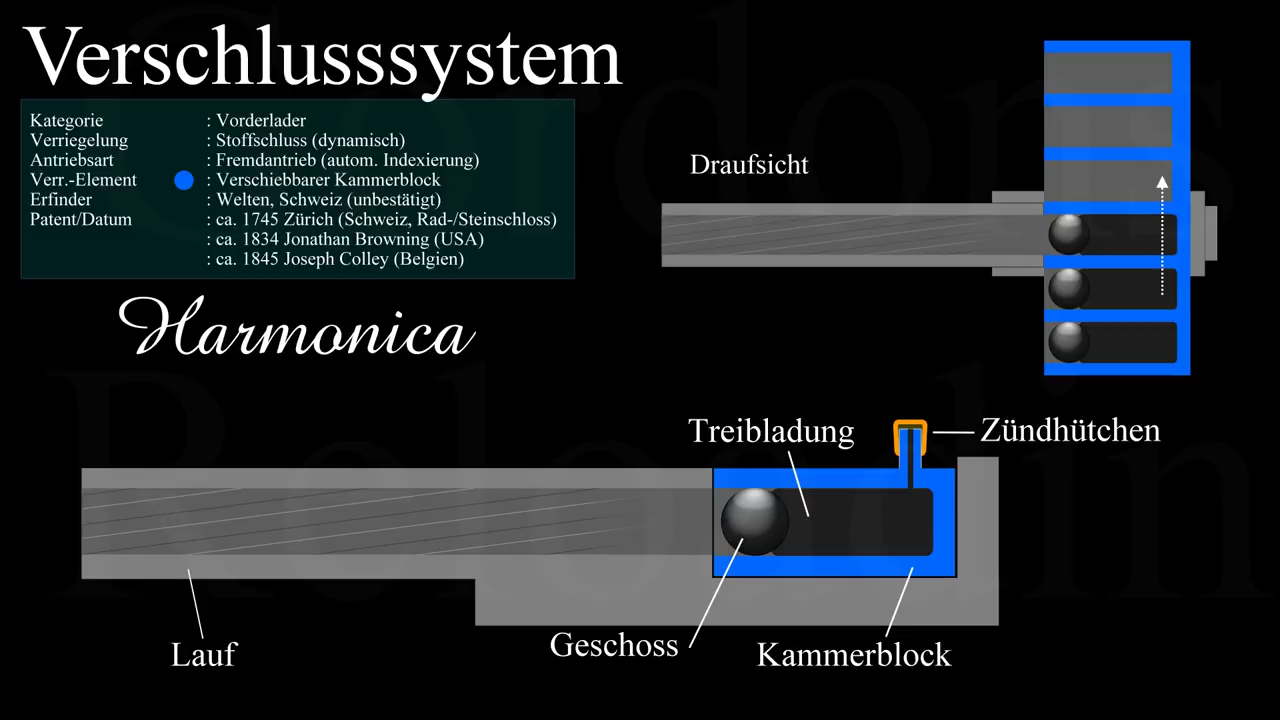 Verschlusssystem
Kategorie : Vorderlader
Verriegelung : Stoffschluss (dynamisch)
Antriebsart : Fremdantrieb (autom. Indexierung)
Verr.-Element : Verschiebbarer Kammerblock
Erfinder : Welten, Schweiz (unbestätigt)
Patent/Datum : ca. 1745 Zürich (Schweiz, Rad-/Steinschloss)
: ca. 1834 Jonathan Browning (USA)
: ca. 1845 Joseph Colley (Belgien)
Draufsicht
Harmonica
Treibladung
Zündhütchen
Lauf
Geschoss
Kammerblock